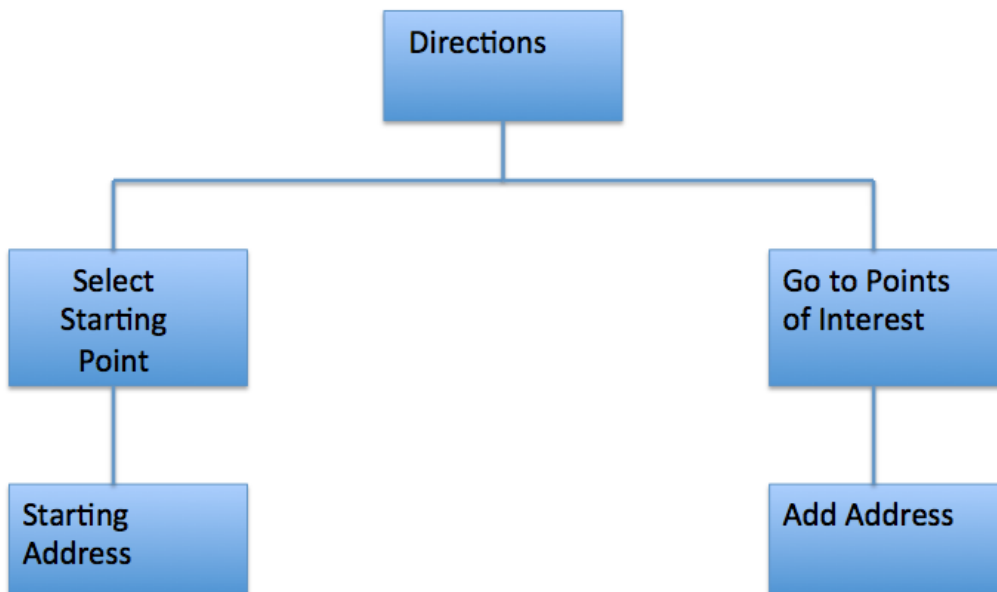 Directions
Select
Starting
Point
Go to Points
of Interest
Starting
Address
Add Address